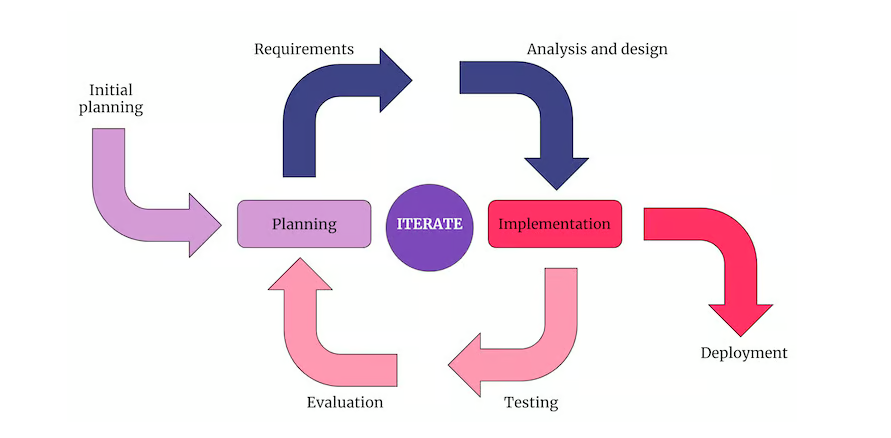 Requirements
Analysis and design
Initial
planning
Planning
ITERATE
Implementation
Deployment
Evaluation
Testing